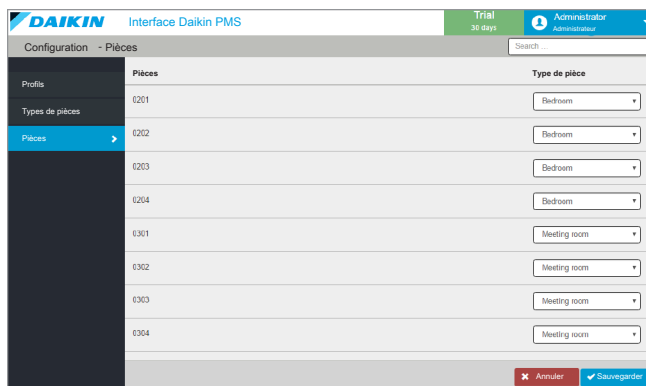 DAIKIN Interface Daikin PMS Trial Administrator
30 days Administrateur
Configuration - Pièces Search ...
Pièces Type de pièce
Profils
0201 Bedroom
Types de pièces
0202 Bedroom
Pièces
0203 Bedroom
0204 Bedroom
0301 Meeting room
0302 Meeting room
0303 Meeting room
0304 Meeting room
Annuler Sauvegarder